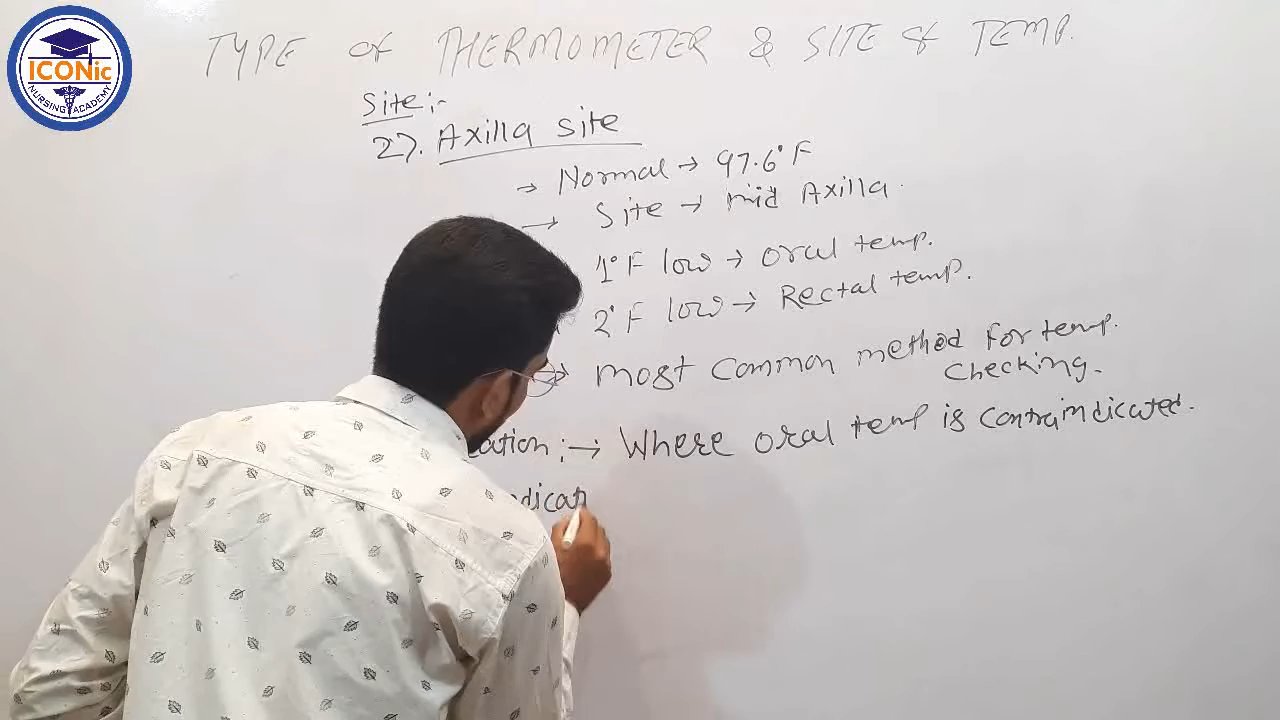 ICONic
NURSING ACADEMY
TYPE of THERMOMETER & SITE of TEMP.
Site :-
2). Axilla site
→ Normal → 97.6°F
→ Site → mid Axilla.
1°F low → oral temp.
2°F low → Rectal temp.
→ most common method for temp.
checking.
cation :→ Where oral temp is contraindicated.
dicat